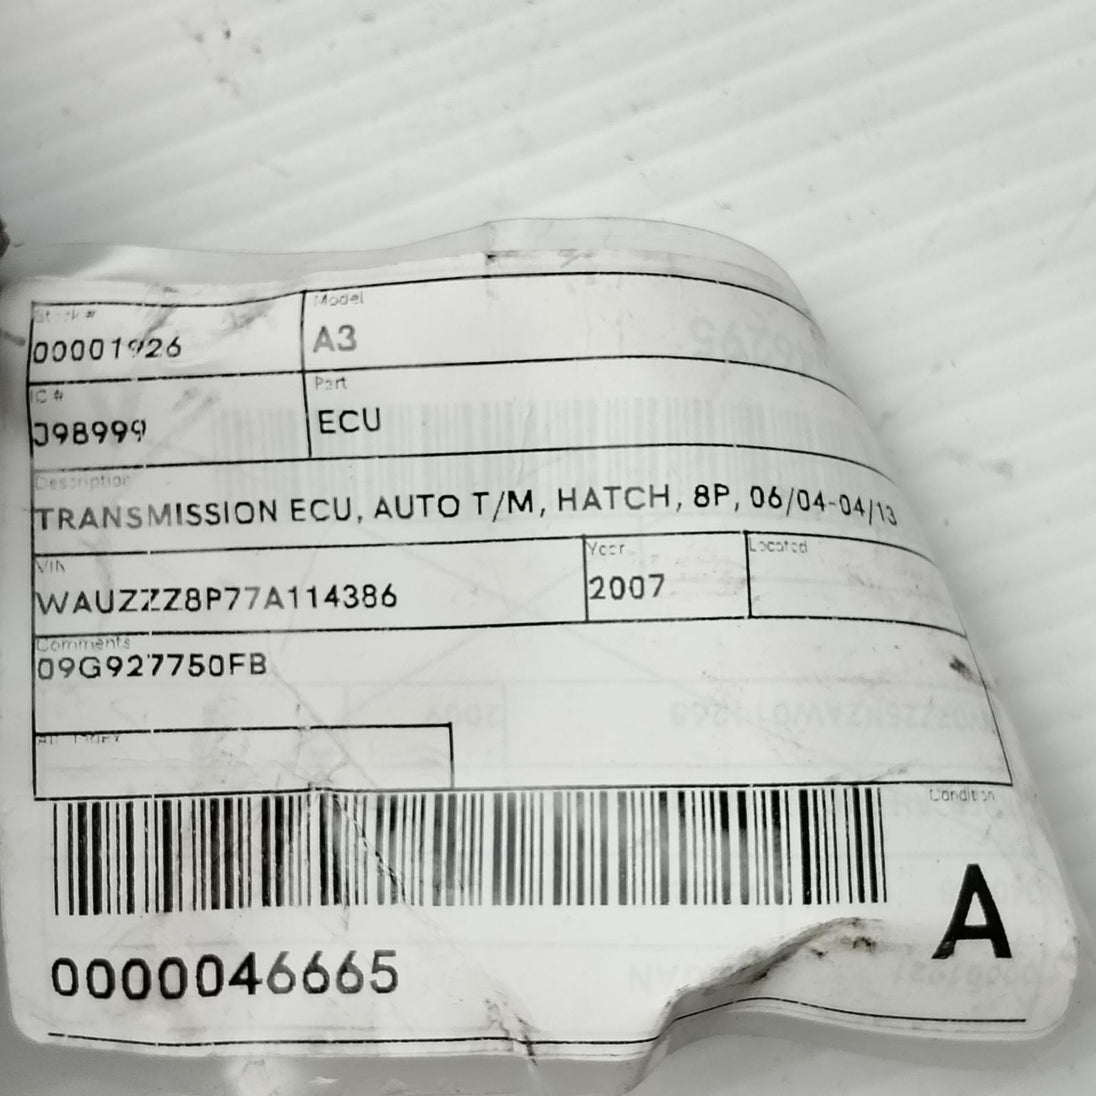 Stock #
Model
00001926
A3
IC #
Part
098999
ECU
Description
TRANSMISSION ECU, AUTO T/M, HATCH, 8P, 06/04-04/13
VIN
Year
Located
WAUZZZ8P77A114386
2007
Comments
09G927750FB
Condition
A
0000046665